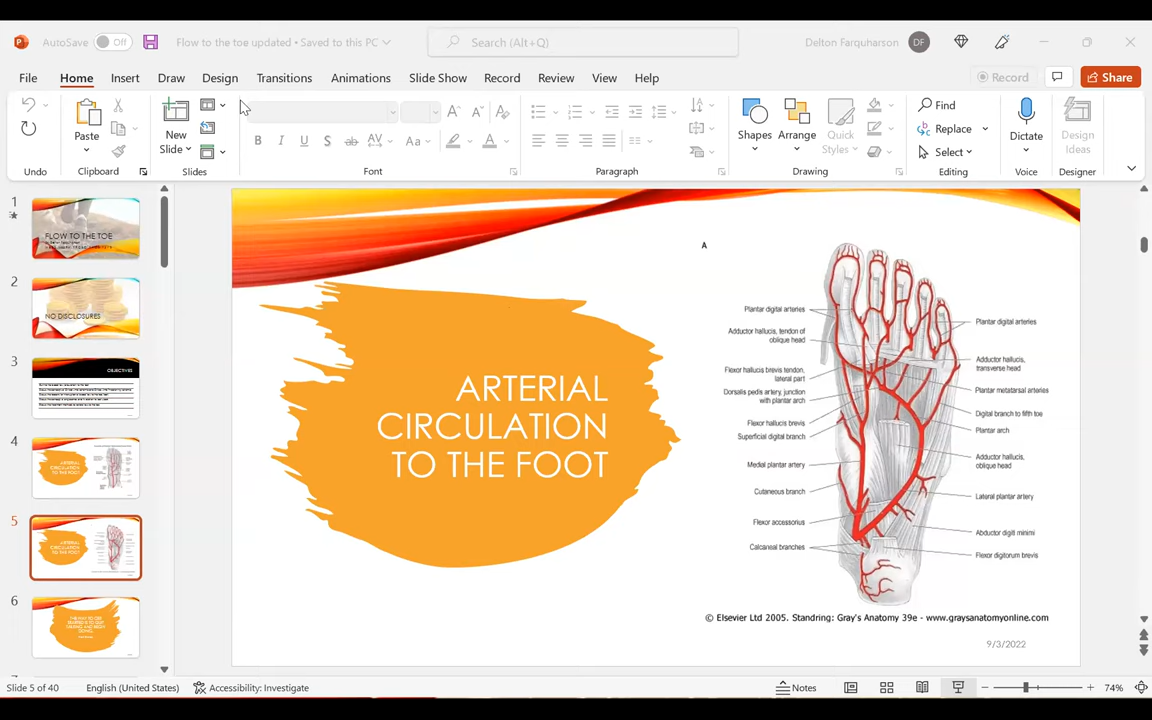 AutoSave Off Flow to the toe updated • Saved to this PC Search (Alt+Q) Delton Farquharson DF
File Home Insert Draw Design Transitions Animations Slide Show Record Review View Help Record Share
Paste New Slide B I U S ab AV Aa A Shapes Arrange Quick Styles Find Replace Select Dictate Design Ideas
Undo Clipboard Slides Font Paragraph Drawing Editing Voice Designer
1
FLOW TO THE TOE
2
NO DISCLOSURES
3
OBJECTIVES
4
ARTERIAL
CIRCULATION
TO THE FOOT
5
ARTERIAL
CIRCULATION
TO THE FOOT
6
A
ARTERIAL
CIRCULATION
TO THE FOOT
Plantar digital arteries
Adductor hallucis, tendon of
oblique head
Flexor hallucis brevis tendon,
lateral part
Dorsalis pedis artery, junction
with plantar arch
Flexor hallucis brevis
Superficial digital branch
Medial plantar artery
Cutaneous branch
Flexor accessorius
Calcaneal branches
Plantar digital arteries
Adductor hallucis,
transverse head
Plantar metatarsal arteries
Digital branch to fifth toe
Plantar arch
Adductor hallucis,
oblique head
Lateral plantar artery
Abductor digiti minimi
Flexor digitorum brevis
© Elsevier Ltd 2005. Standring: Gray's Anatomy 39e - www.graysanatomyonline.com
9/3/2022
Slide 5 of 40 English (United States) Accessibility: Investigate Notes 74%